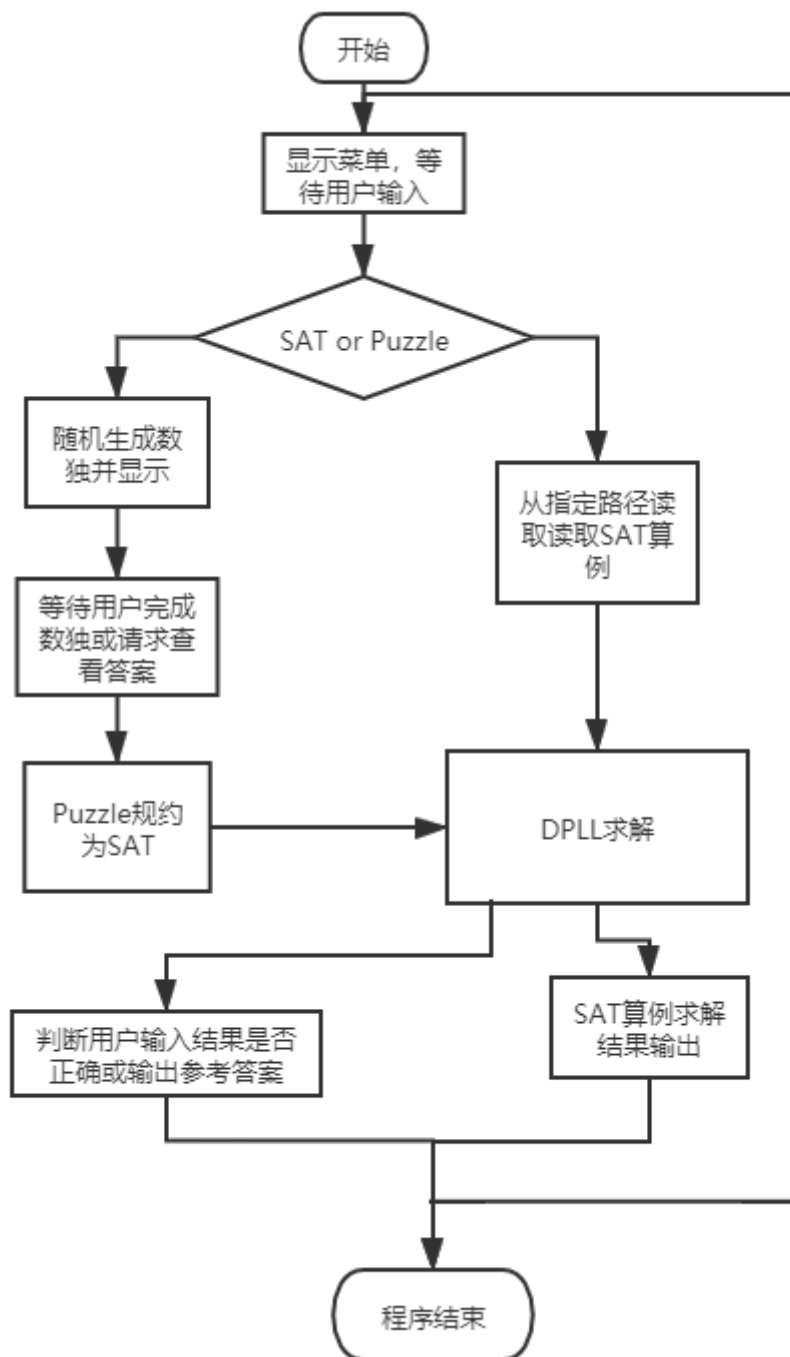 开始
显示菜单，等
待用户输入
SAT or Puzzle
随机生成数
独并显示
从指定路径读
取读取SAT算
例
等待用户完成
数独或请求查
看答案
Puzzle规约
为SAT
DPLL求解
判断用户输入结果是否
正确或输出参考答案
SAT算例求解
结果输出
程序结束